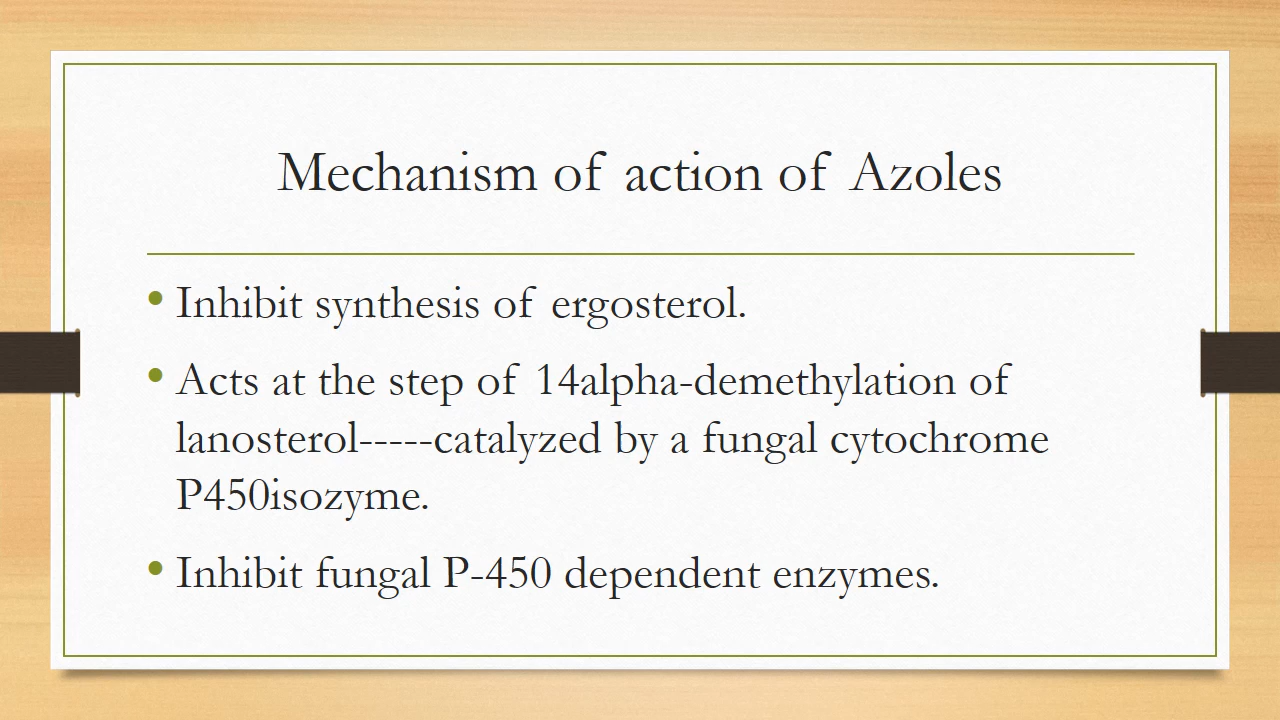 Mechanism of action of Azoles
• Inhibit synthesis of ergosterol.
• Acts at the step of 14alpha-demethylation of
lanosterol-----catalyzed by a fungal cytochrome
P450isozyme.
• Inhibit fungal P-450 dependent enzymes.